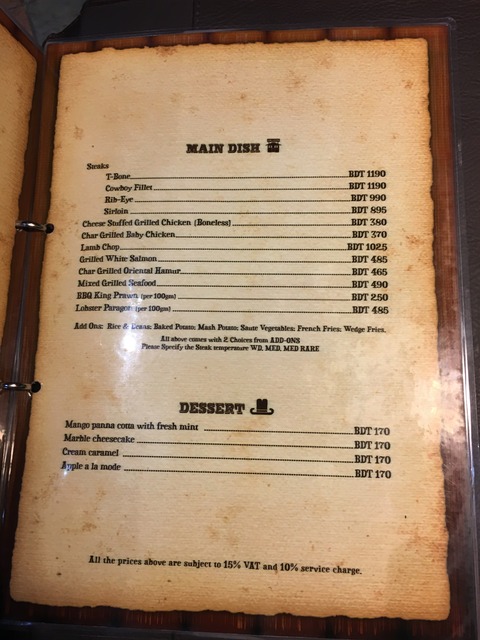 MAIN DISH
Steaks
T-Bone BDT 1190
Cowboy Fillet BDT 1190
Rib-Eye BDT 990
Sirloin BDT 895
Cheese Stuffed Grilled Chicken (Boneless) BDT 380
Char Grilled Baby Chicken BDT 370
Lamb Chop BDT 1025
Grilled White Salmon BDT 485
Char Grilled Oriental Hamur BDT 465
Mixed Grilled Seafood BDT 490
BBQ King Prawn (per 100gms) BDT 250
Lobster Paragon (per 100gms) BDT 485
Add Ons: Rice & Beans: Baked Potato: Mash Potato: Saute Vegetables: French Fries: Wedge Fries.
All above comes with 2 Choices from ADD-ONS
Please Specify the Steak temperature WD, MED, MED RARE
DESSERT
Mango panna cotta with fresh mint BDT 170
Marble cheesecake BDT 170
Cream caramel BDT 170
Apple a la mode BDT 170
All the prices above are subject to 15% VAT and 10% service charge.